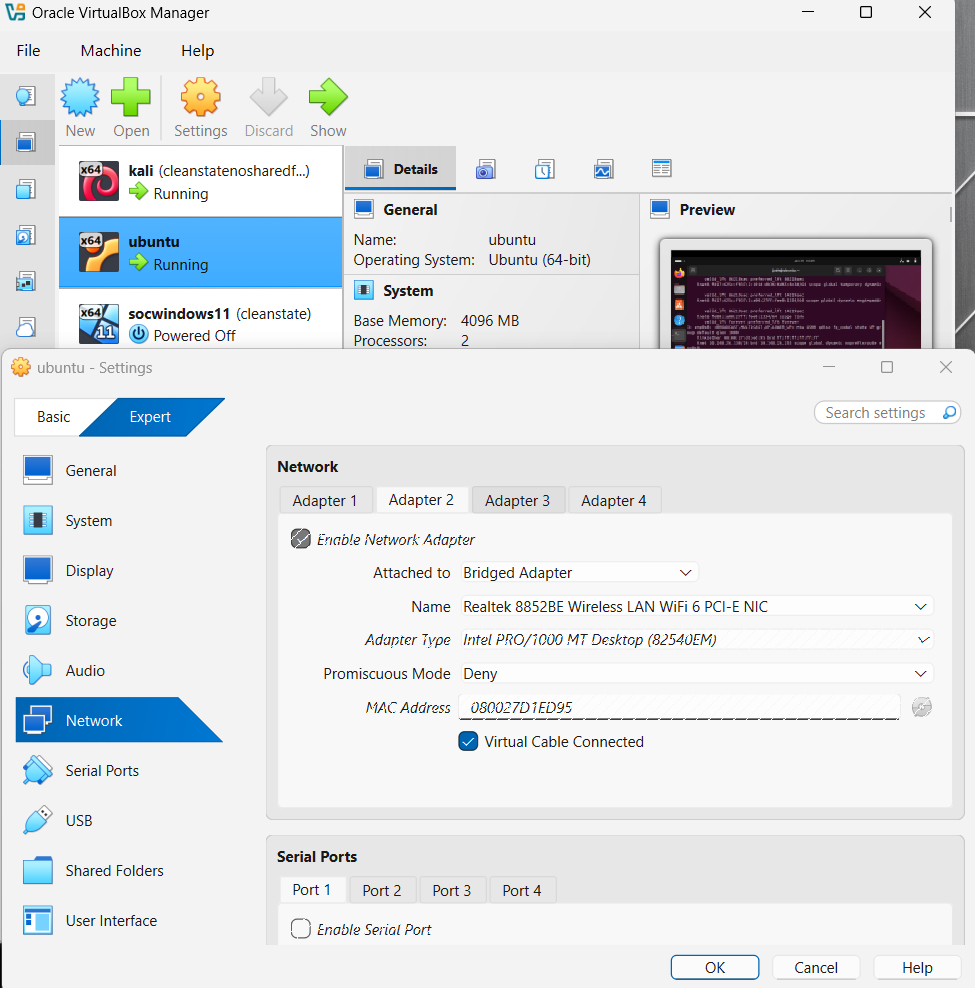 Oracle VirtualBox Manager
File Machine Help
New Open Settings Discard Show
x64 kali (cleanstatenosharedf...)
Running
x64 ubuntu
Running
x64 socwindows11 (cleanstate)
11 Powered Off
Details
General
Name: ubuntu
Operating System: Ubuntu (64-bit)
System
Base Memory: 4096 MB
Processors: 2
Preview
ubuntu - Settings
Basic Expert
Search settings
General
System
Display
Storage
Audio
Network
Serial Ports
USB
Shared Folders
User Interface
Network
Adapter 1 Adapter 2 Adapter 3 Adapter 4
Enable Network Adapter
Attached to Bridged Adapter
Name Realtek 8852BE Wireless LAN WiFi 6 PCI-E NIC
Adapter Type Intel PRO/1000 MT Desktop (82540EM)
Promiscuous Mode Deny
MAC Address 080027D1ED95
Virtual Cable Connected
Serial Ports
Port 1 Port 2 Port 3 Port 4
Enable Serial Port
OK Cancel Help